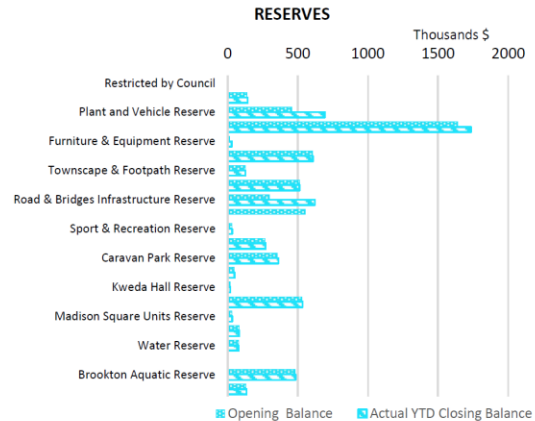 RESERVES
Thousands $
0 500 1000 1500 2000
Restricted by Council
Plant and Vehicle Reserve
Furniture & Equipment Reserve
Townscape & Footpath Reserve
Road & Bridges Infrastructure Reserve
Sport & Recreation Reserve
Caravan Park Reserve
Kweda Hall Reserve
Madison Square Units Reserve
Water Reserve
Brookton Aquatic Reserve
Opening Balance Actual YTD Closing Balance